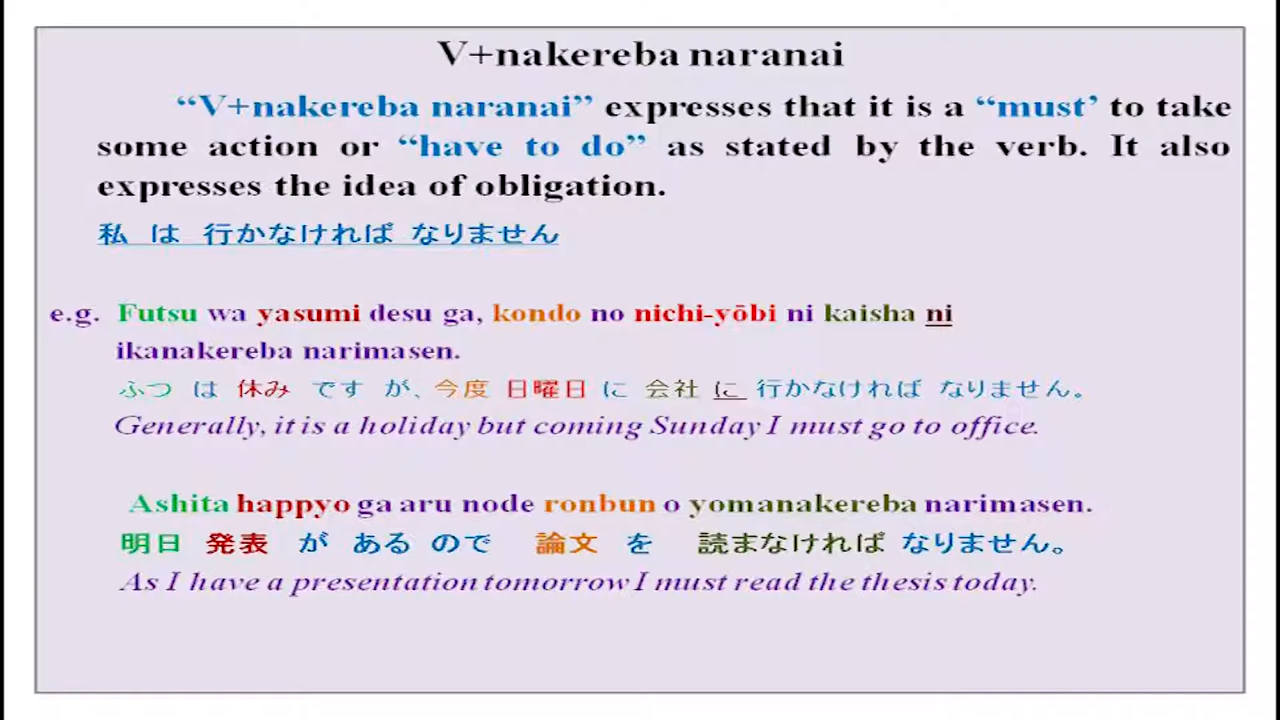 V+nakereba naranai
“V+nakereba naranai” expresses that it is a “must’ to take
some action or “have to do” as stated by the verb. It also
expresses the idea of obligation.
私 は 行かなければ なりません
e.g. Futsu wa yasumi desu ga, kondo no nichi-yōbi ni kaisha ni
ikanakereba narimasen.
ふつ は 休み です が、今度 日曜日 に 会社 に 行かなければ なりません。
Generally, it is a holiday but coming Sunday I must go to office.
Ashita happyo ga aru node ronbun o yomanakereba narimasen.
明日 発表 が ある ので 論文 を 読まなければ なりません。
As I have a presentation tomorrow I must read the thesis today.